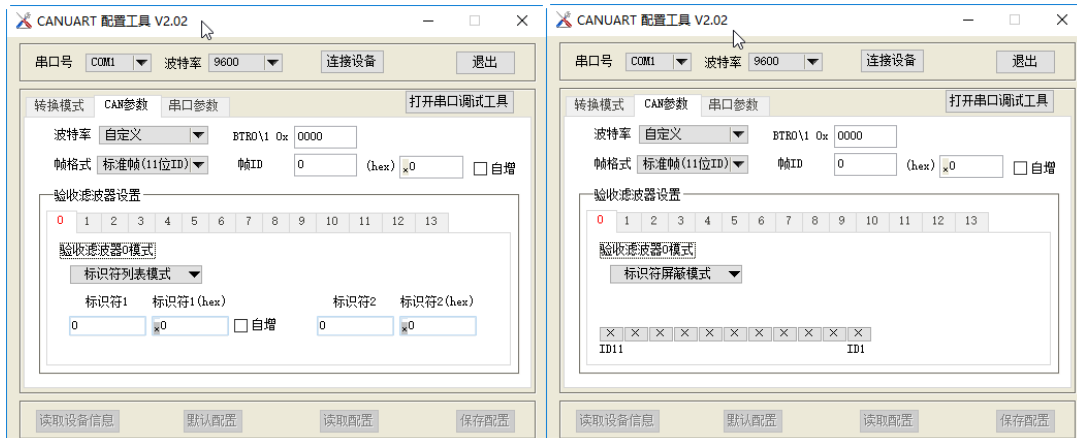 CANUART 配置工具 V2.02
串口号 COM1 波特率 9600 连接设备 退出
转换模式 CAN参数 串口参数 打开串口调试工具
波特率 自定义 BTR0\1 0x 0000
帧格式 标准帧(11位ID) 帧ID 0 (hex) x0 自增
验收滤波器设置
0 1 2 3 4 5 6 7 8 9 10 11 12 13
验收滤波器0模式
标识符列表模式
标识符1 标识符1(hex) 标识符2 标识符2(hex)
0 x0 自增 0 x0
读取设备信息 默认配置 读取配置 保存配置
CANUART 配置工具 V2.02
串口号 COM1 波特率 9600 连接设备 退出
转换模式 CAN参数 串口参数 打开串口调试工具
波特率 自定义 BTR0\1 0x 0000
帧格式 标准帧(11位ID) 帧ID 0 (hex) x0 自增
验收滤波器设置
0 1 2 3 4 5 6 7 8 9 10 11 12 13
验收滤波器0模式
标识符屏蔽模式
X X X X X X X X X X X
ID11 ID1
读取设备信息 默认配置 读取配置 保存配置